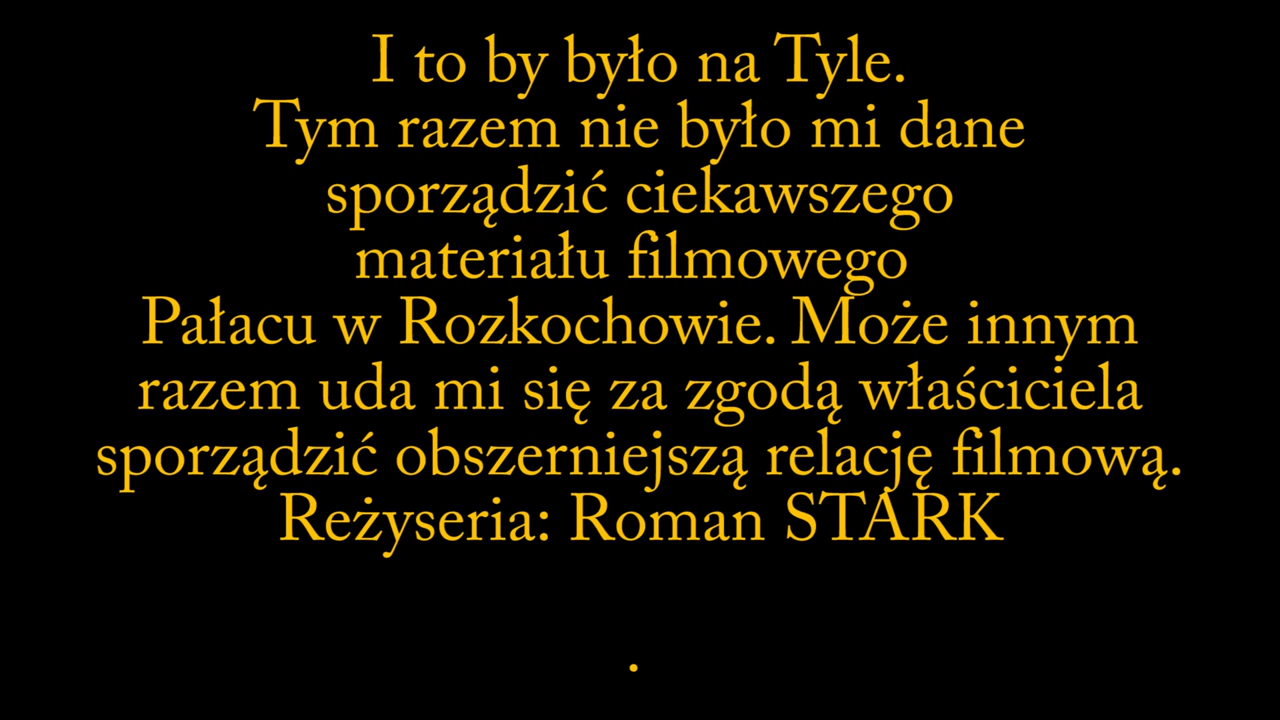 I to by było na Tyle.
Tym razem nie było mi dane
sporządzić ciekawszego
materiału filmowego
Pałacu w Rozkochowie. Może innym
razem uda mi się za zgodą właściciela
sporządzić obszerniejszą relację filmową.
Reżyseria: Roman STARK
.